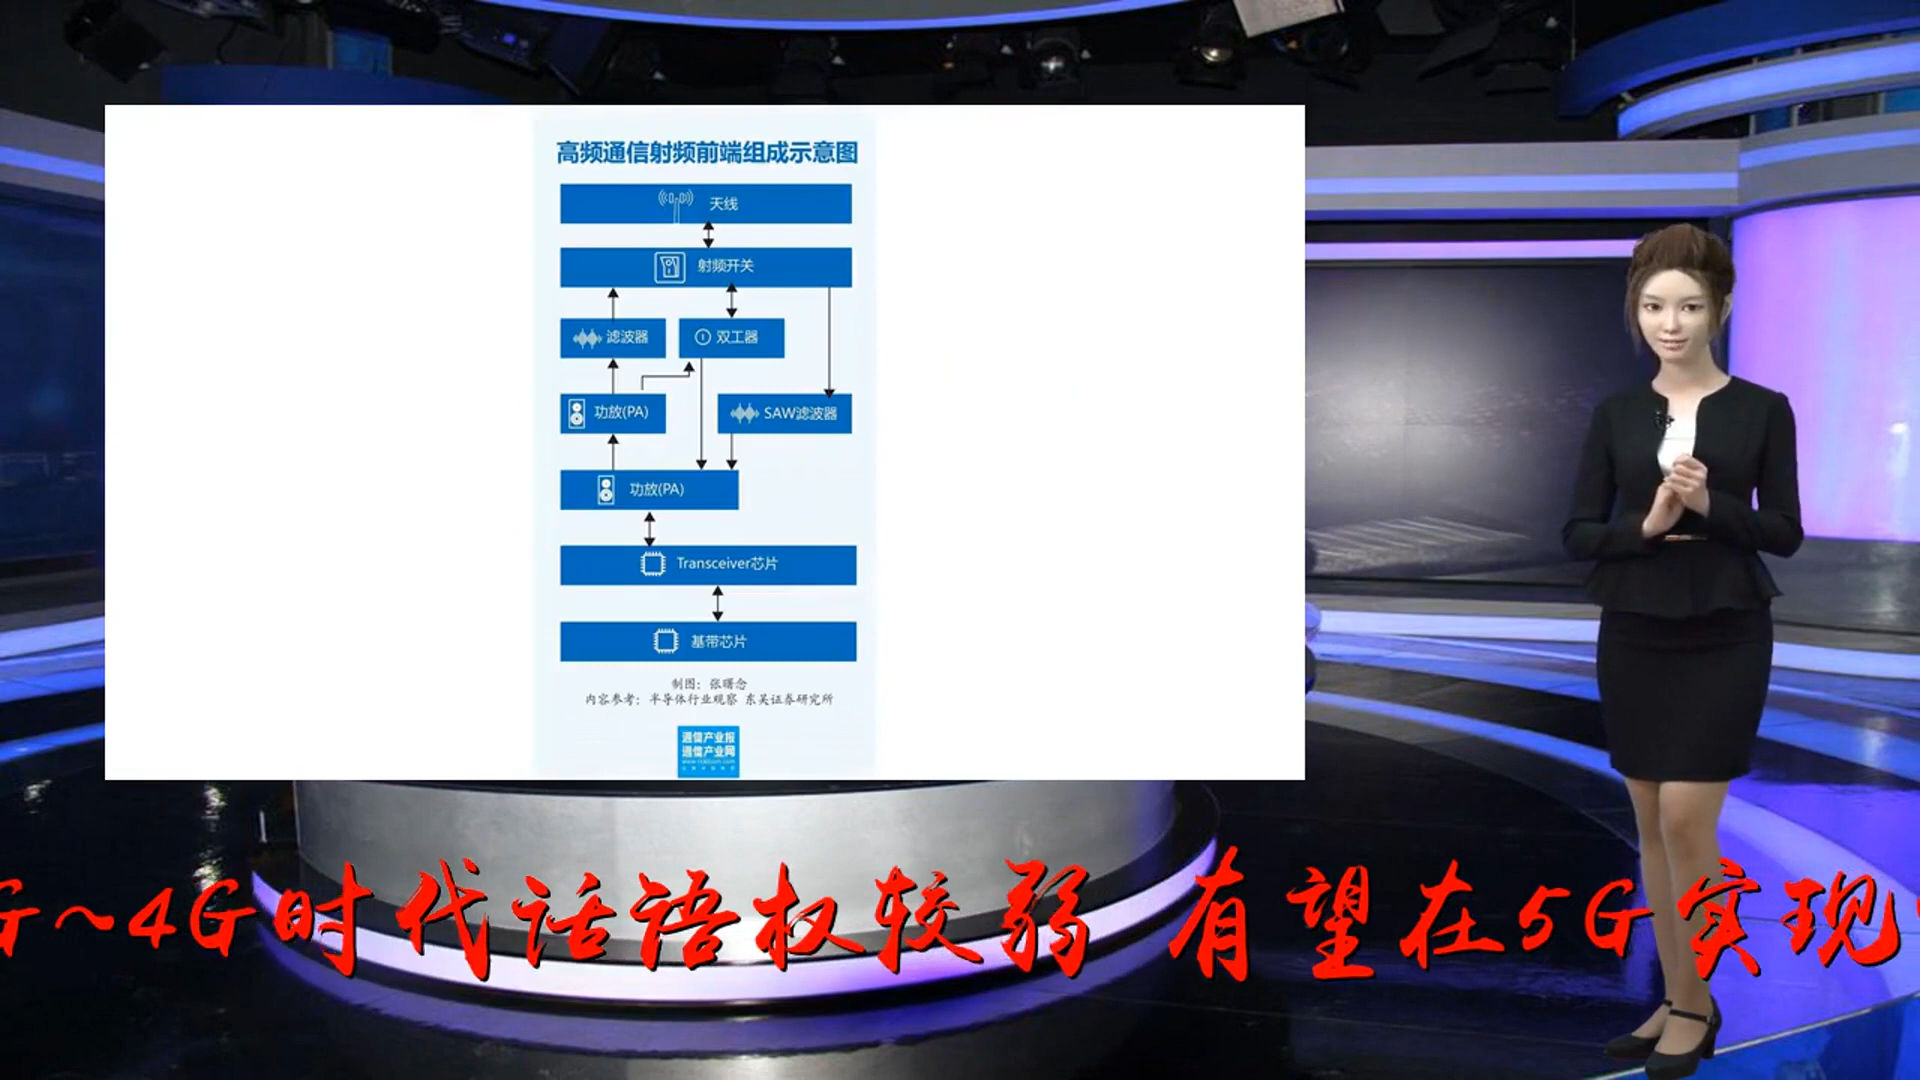 高频通信射频前端组成示意图
天线
射频开关
滤波器
双工器
功放(PA)
SAW滤波器
功放(PA)
Transceiver芯片
基带芯片
制图：张曙念
内容参考：半导体行业观察 东吴证券研究所
通信产业报
通信产业网
G~4G时代话语权较弱 有望在5G实现